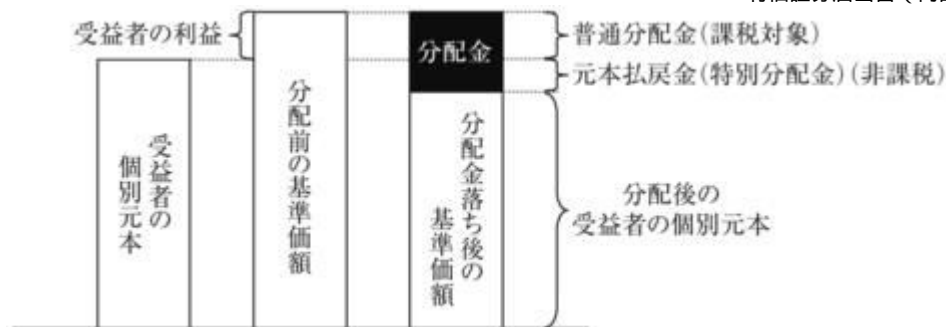 受益者の利益
分配金
普通分配金(課税対象)
元本払戻金(特別分配金)(非課税)
受益者の
個別元本
分配前の基準価額
分配金落ち後の
基準価額
分配後の
受益者の個別元本